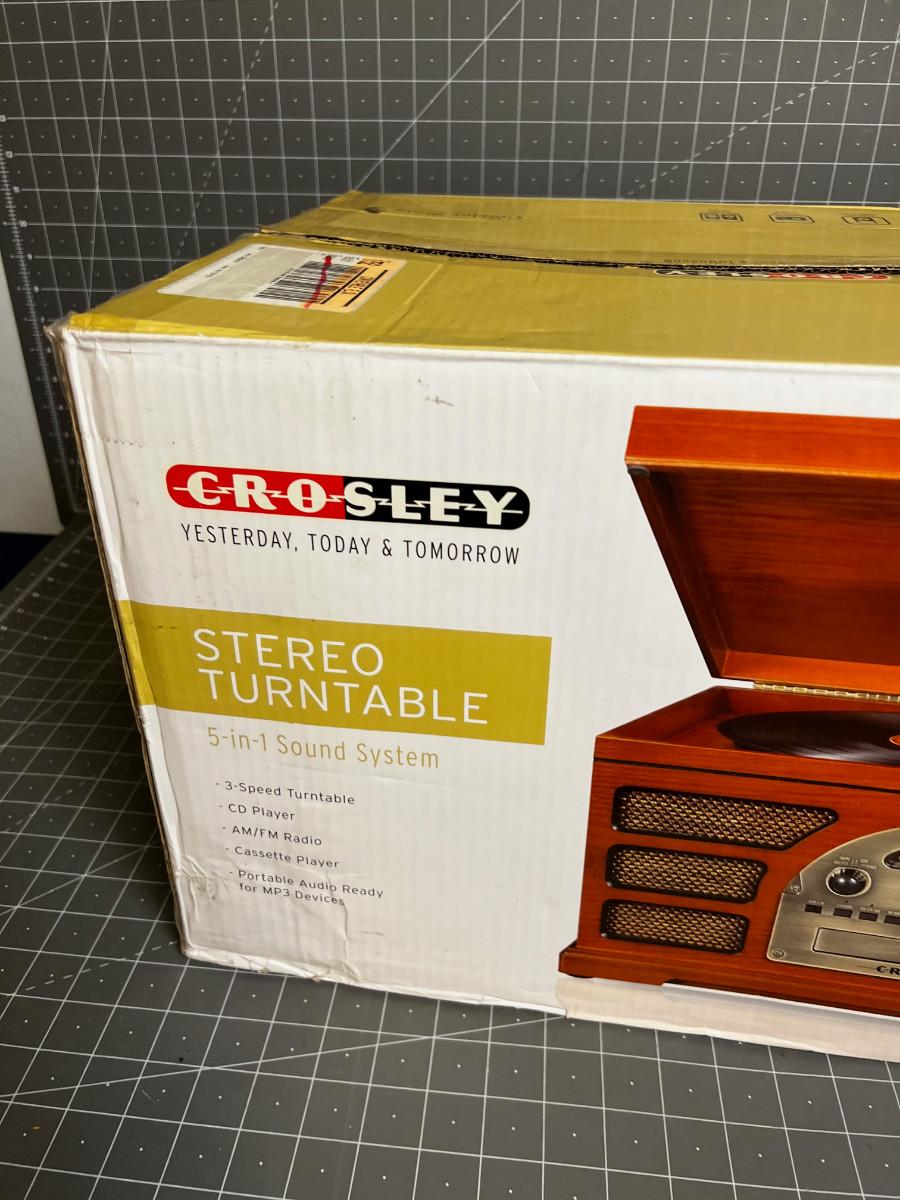 CROSLEY
YESTERDAY, TODAY & TOMORROW
STEREO
TURNTABLE
5-in-1 Sound System
- 3-Speed Turntable
- CD Player
- AM/FM Radio
- Cassette Player
- Portable Audio Ready
for MP3 Devices